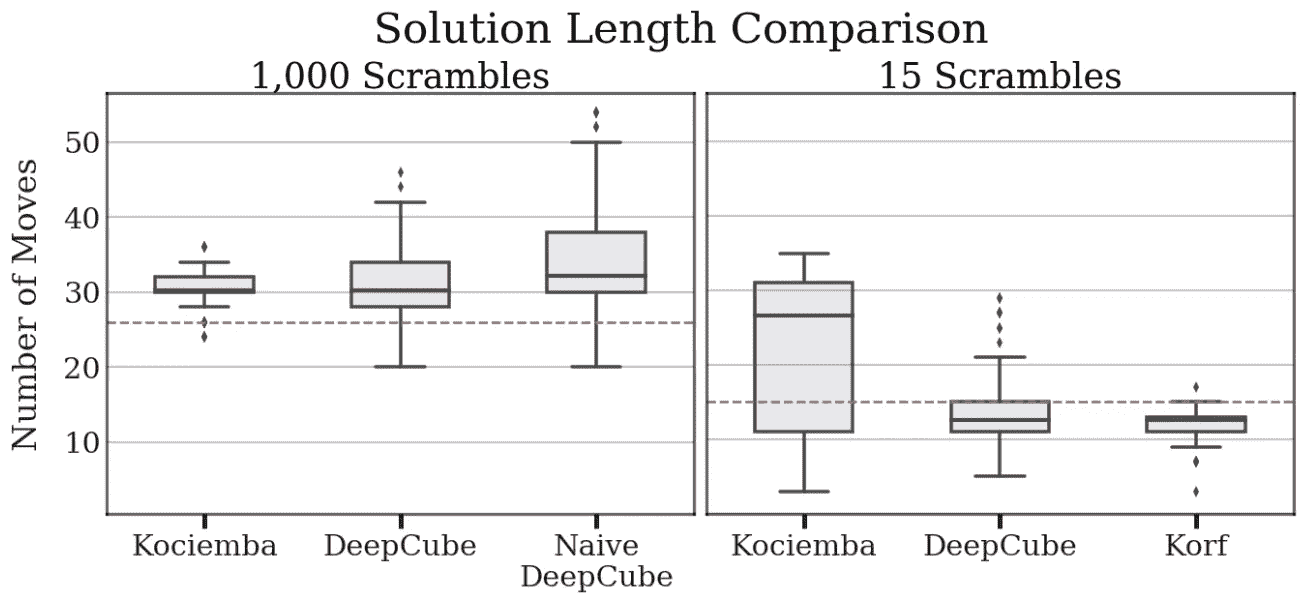 Solution Length Comparison
1,000 Scrambles
15 Scrambles
Number of Moves
50
40
30
20
10
Kociemba
DeepCube
Naive
DeepCube
Kociemba
DeepCube
Korf